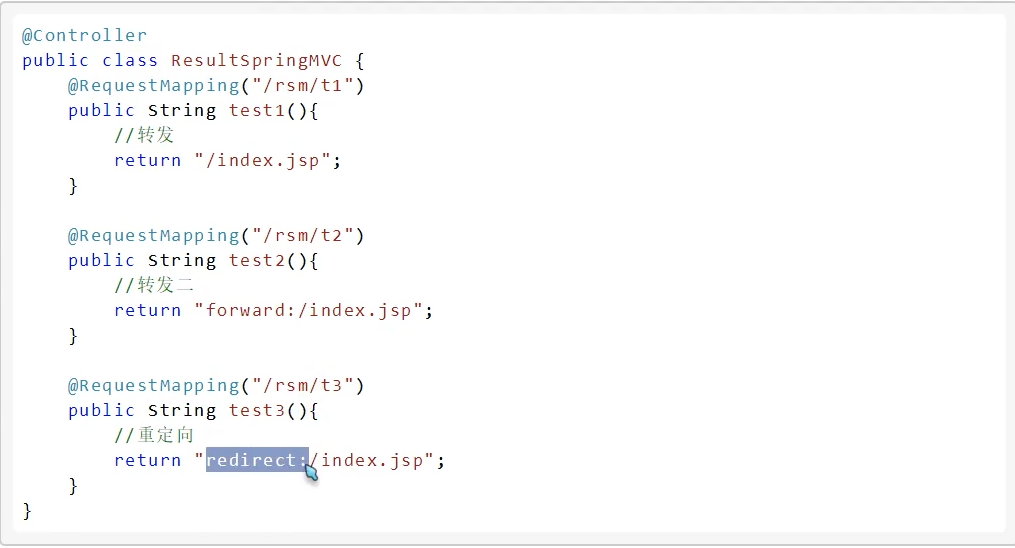 @Controller
public class ResultSpringMVC {
    @RequestMapping("/rsm/t1")
    public String test1(){
        //转发
        return "/index.jsp";
    }

    @RequestMapping("/rsm/t2")
    public String test2(){
        //转发二
        return "forward:/index.jsp";
    }

    @RequestMapping("/rsm/t3")
    public String test3(){
        //重定向
        return "redirect:/index.jsp";
    }
}